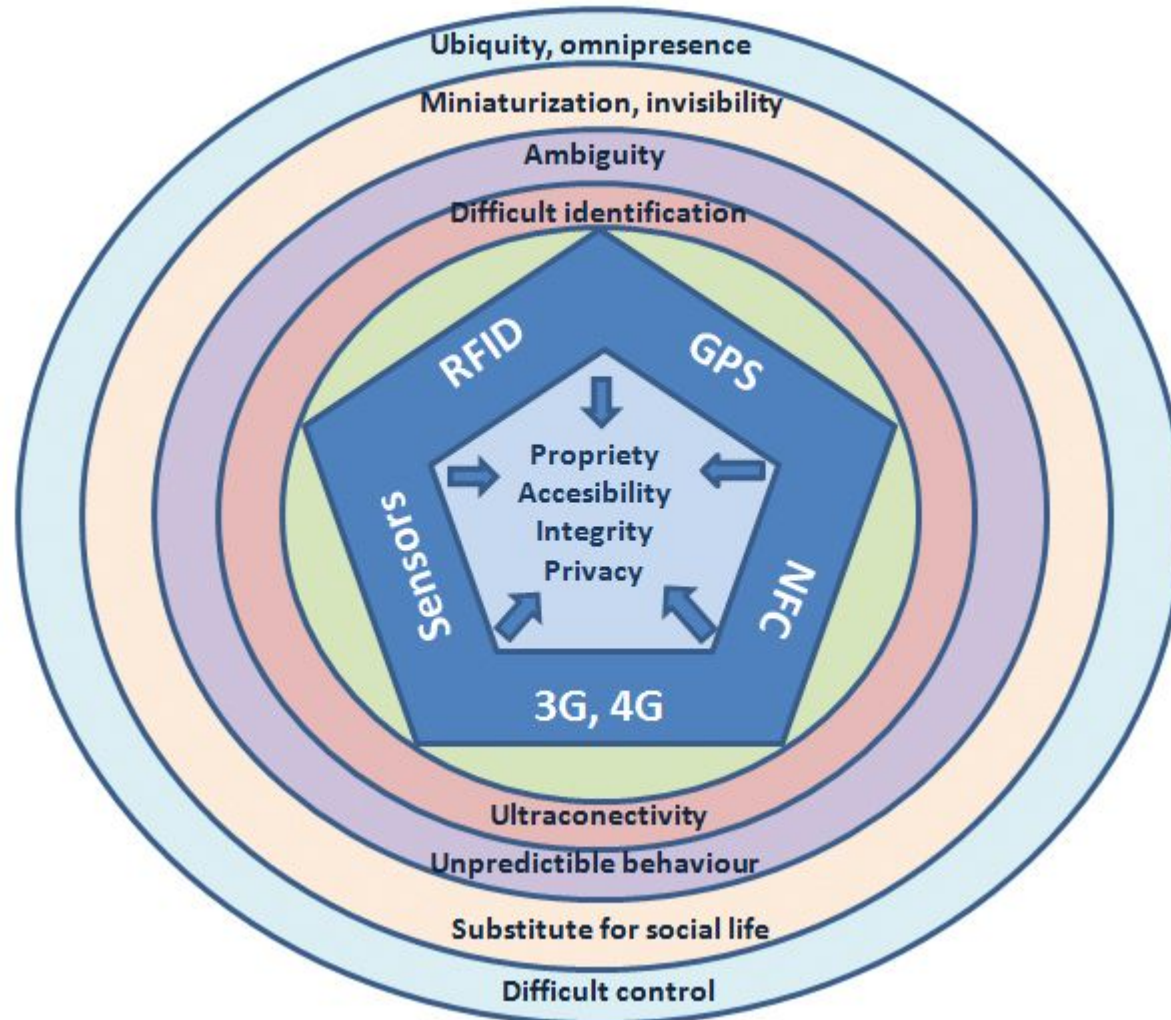 Ubiquity, omnipresence
Miniaturization, invisibility
Ambiguity
Difficult identification
RFID
GPS
Propriety
Accesibility
Integrity
Privacy
Sensors
NFC
3G, 4G
Ultraconectivity
Unpredictible behaviour
Substitute for social life
Difficult control